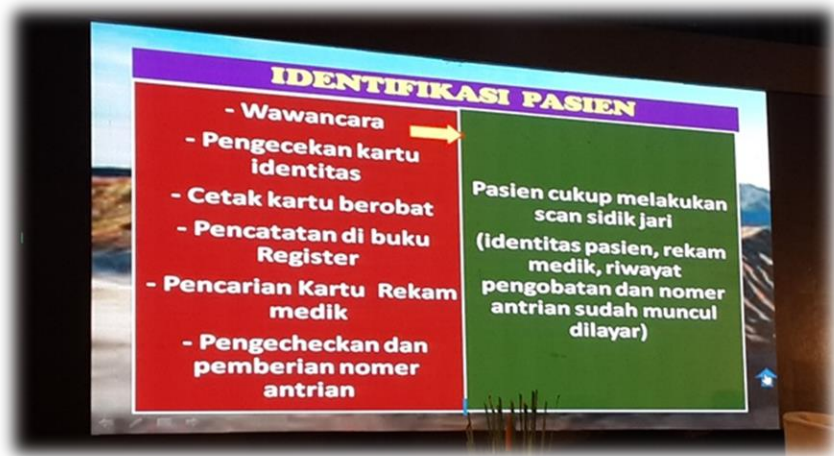 IDENTIFIKASI PASIEN
- Wawancara
- Pengecekan kartu
identitas
- Cetak kartu berobat
- Pencatatan di buku
Register
- Pencarian Kartu Rekam
medik
- Pengecheckan dan
pemberian nomer
antrian
Pasien cukup melakukan
scan sidik jari
(identitas pasien, rekam
medik, riwayat
pengobatan dan nomer
antrian sudah muncul
dilayar)